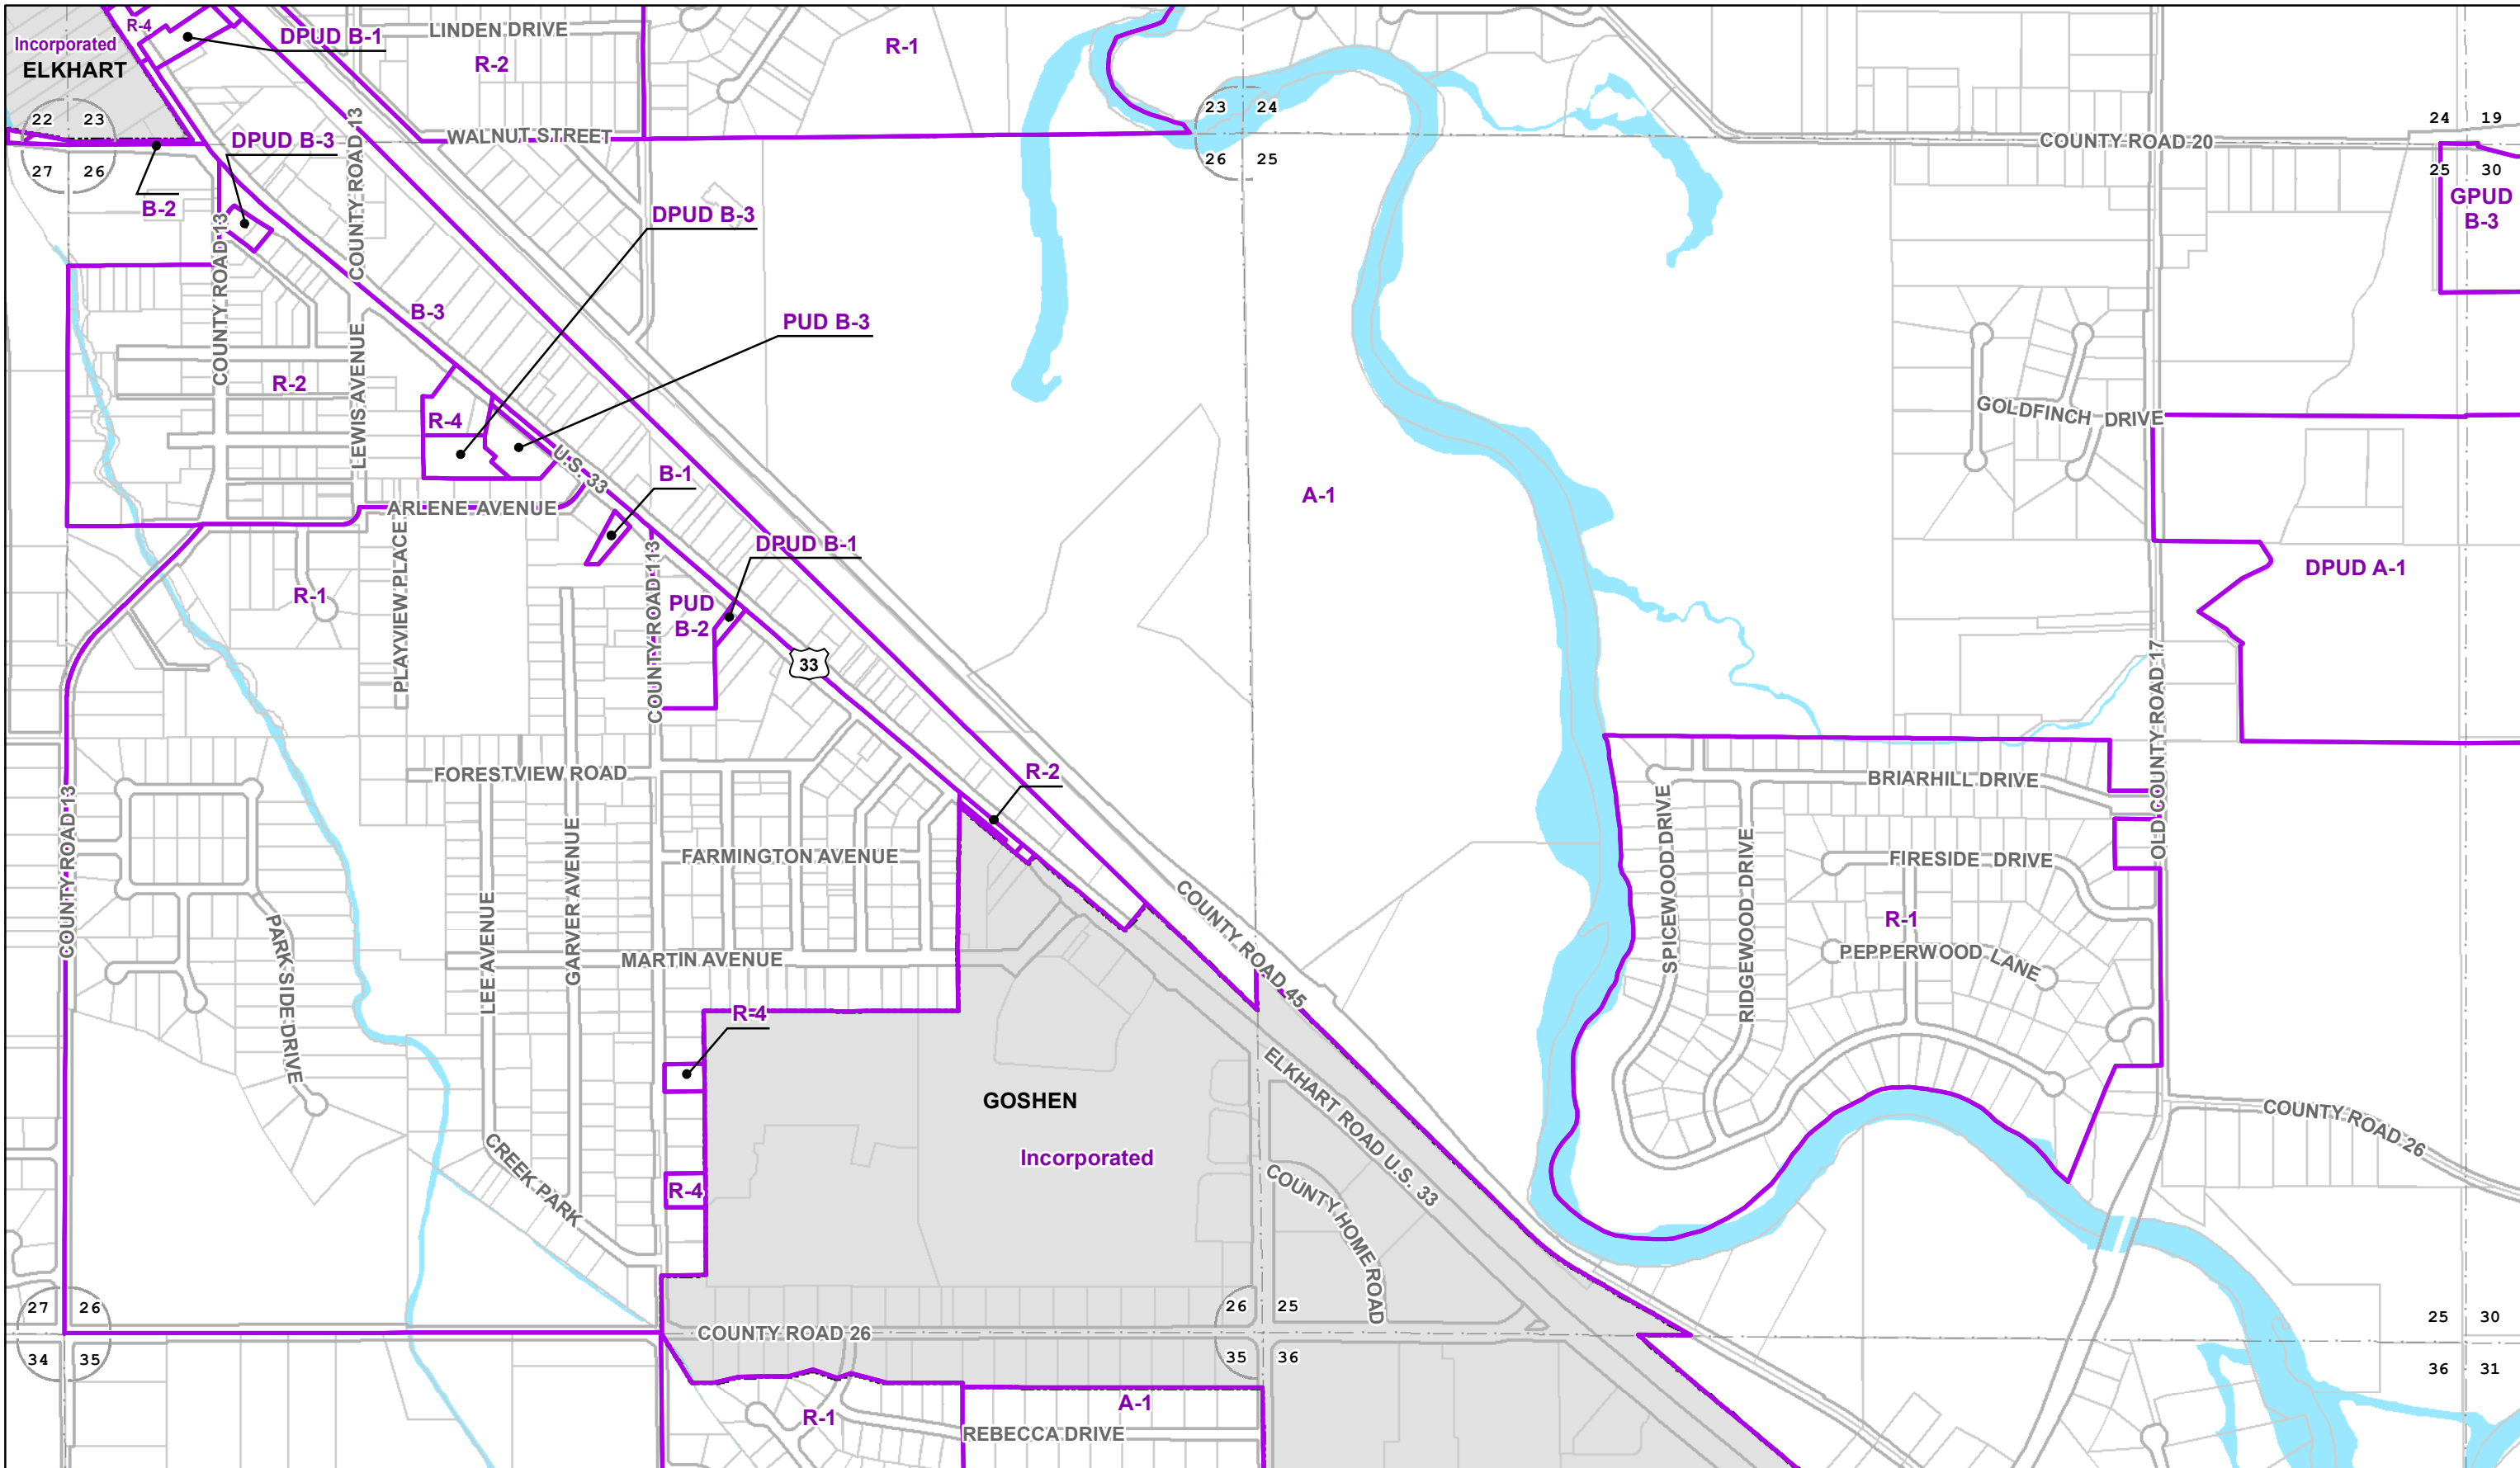 R-4
DPUD B-1
LINDEN DRIVE
R-1
Incorporated
ELKHART
R-2
22 23
27 26
23 24
26 25
24 19
25 30
COUNTY ROAD 13
WALNUT STREET
COUNTY ROAD 20
DPUD B-3
B-2
GPUD
B-3
DPUD B-3
COUNTY ROAD 13
B-3
PUD B-3
LEWIS AVENUE
R-2
R-4
GOLDFINCH DRIVE
U.S. 33
B-1
A-1
ARLENE AVENUE
PLAYVIEW PLACE
COUNTY ROAD 13
DPUD B-1
DPUD A-1
R-1
PUD
B-2
33
OLD COUNTY ROAD 17
FORESTVIEW ROAD
R-2
BRIARHILL DRIVE
COUNTY ROAD 13
SPICEWOOD DRIVE
RIDGEWOOD DRIVE
FARMINGTON AVENUE
FIRESIDE DRIVE
GARVER AVENUE
LEE AVENUE
PARK SIDE DRIVE
COUNTY ROAD 45
R-1
MARTIN AVENUE
PEPPERWOOD LANE
R-4
GOSHEN
Incorporated
ELKHART ROAD U.S. 33
COUNTY ROAD 26
CREEK PARK
R-4
COUNTY HOME ROAD
27 26
34 35
26 25
35 36
25 30
36 31
COUNTY ROAD 26
R-1
A-1
REBECCA DRIVE